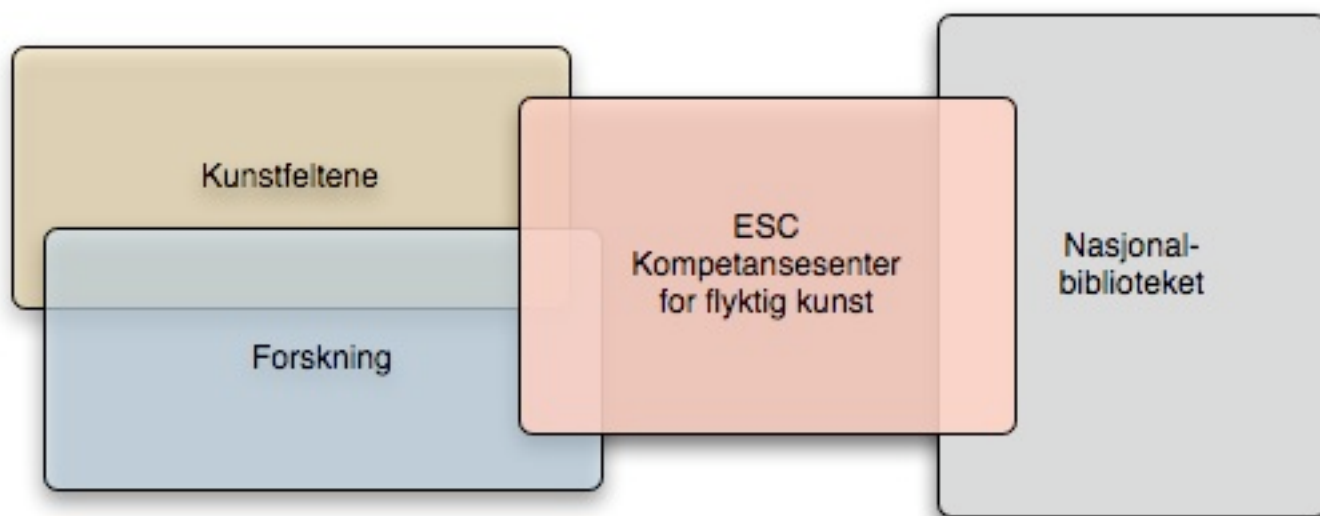 Kunstfeltene
Forskning
ESC
Kompetansesenter
for flyktig kunst
Nasjonal-
biblioteket